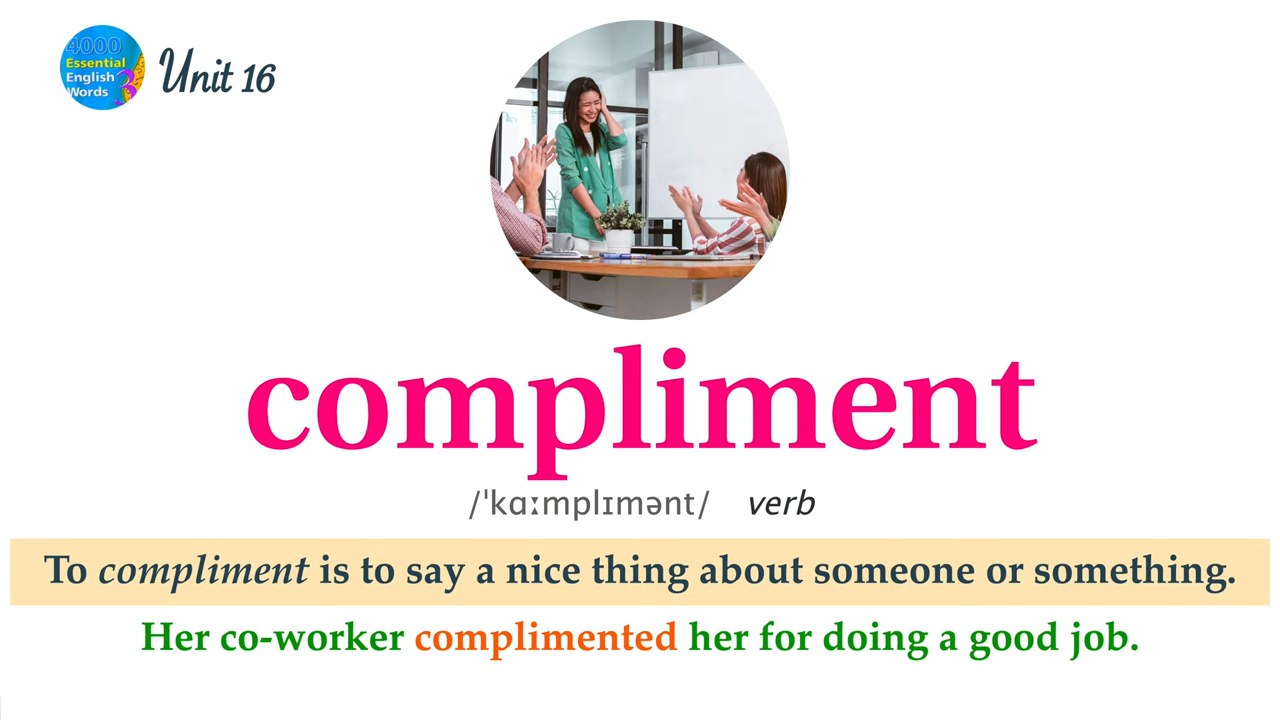 4000
Essential
English
Words 3
Unit 16
compliment
/ˈkɑːmplɪmənt/ verb
To compliment is to say a nice thing about someone or something.
Her co-worker complimented her for doing a good job.